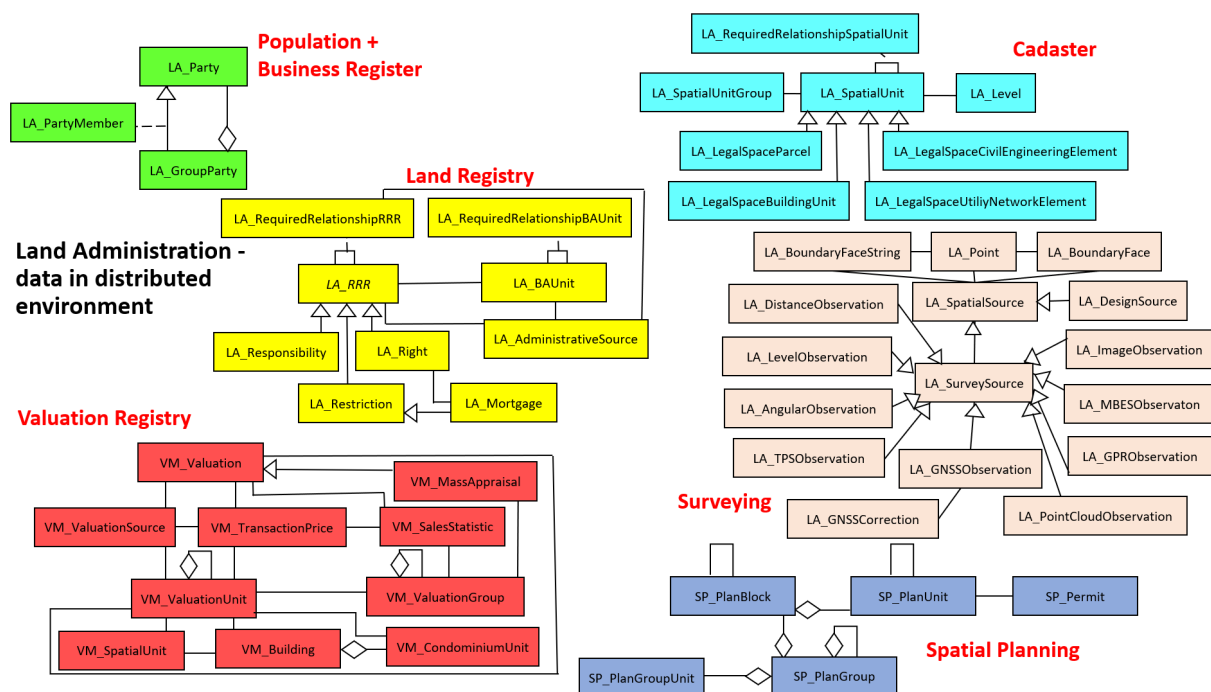 Population +
Business Register
LA_Party
LA_PartyMember
LA_GroupParty
Cadaster
LA_RequiredRelationshipSpatialUnit
LA_SpatialUnitGroup
LA_SpatialUnit
LA_Level
LA_LegalSpaceParcel
LA_LegalSpaceCivilEngineeringElement
LA_LegalSpaceBuildingUnit
LA_LegalSpaceUtiliyNetworkElement
Land Registry
LA_RequiredRelationshipRRR
LA_RequiredRelationshipBAUnit
LA_RRR
LA_BAUnit
LA_AdministrativeSource
LA_Responsibility
LA_Right
LA_Restriction
LA_Mortgage
Land Administration -
data in distributed
environment
LA_BoundaryFaceString
LA_Point
LA_BoundaryFace
LA_DistanceObservation
LA_SpatialSource
LA_DesignSource
LA_LevelObservation
LA_ImageObservation
LA_SurveySource
LA_AngularObservation
LA_MBESObservaton
LA_TPSObservation
LA_GNSSObservation
LA_GPRObservation
LA_GNSSCorrection
LA_PointCloudObservation
Surveying
Valuation Registry
VM_Valuation
VM_MassAppraisal
VM_ValuationSource
VM_TransactionPrice
VM_SalesStatistic
VM_ValuationUnit
VM_ValuationGroup
VM_SpatialUnit
VM_Building
VM_CondominiumUnit
SP_PlanBlock
SP_PlanUnit
SP_Permit
SP_PlanGroupUnit
SP_PlanGroup
Spatial Planning